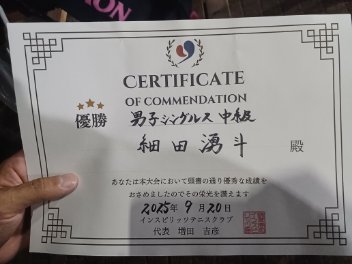 CERTIFICATE
OF COMMENDATION
優勝 男子シングルス 中級
細田 湧斗 殿
あなたは本大会において頭書の通り優秀な成績を
おさめましたのでその栄光を讃えます
2025年 9月20日
インスピリッツテニスクラブ
代表 増田 吉彦